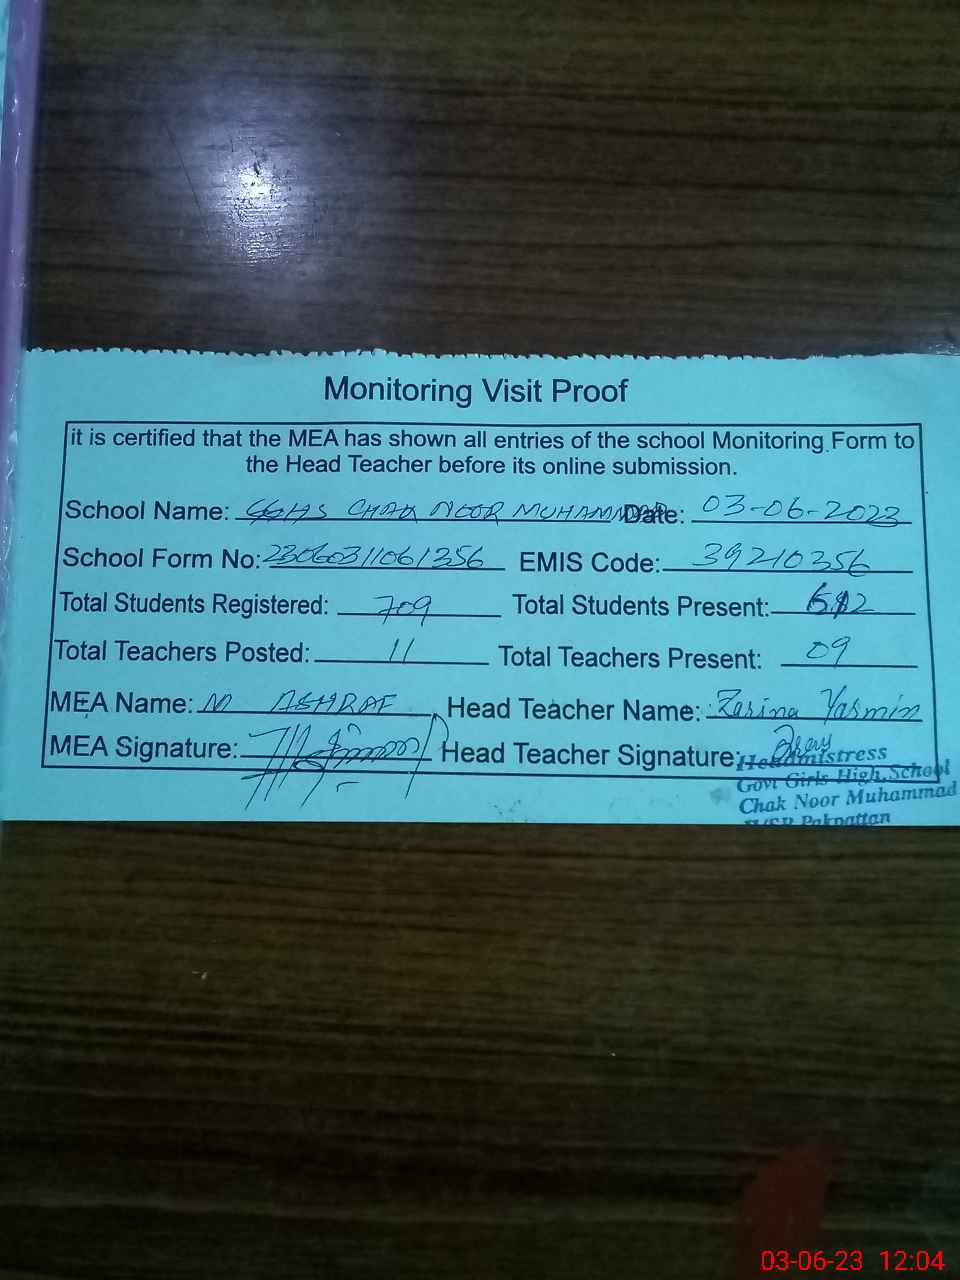 Monitoring Visit Proof
it is certified that the MEA has shown all entries of the school Monitoring Form to
the Head Teacher before its online submission.
School Name: GGHS CHAK NOOR MUHAMMAD Date: 03-06-2023
School Form No: 23060311061356 EMIS Code: 39210356
Total Students Registered: 709 Total Students Present:
Total Teachers Posted: 11 Total Teachers Present: 09
MEA Name: M ASHRAF Head Teacher Name: Zarina Yasmin
MEA Signature: Head Teacher Signature:
Headmistress
Govt Girls High School
Chak Noor Muhammad
Pakpattan
03-06-23 12:04